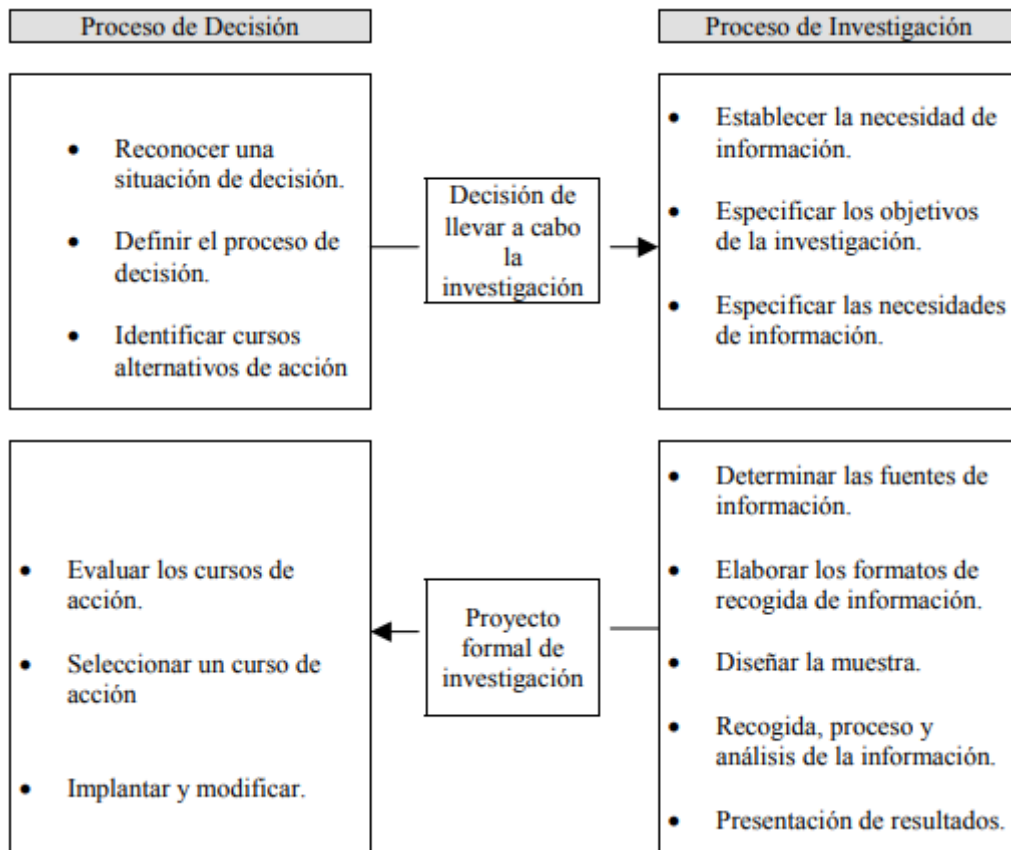 Proceso de Decisión
Proceso de Investigación
• Reconocer una
situación de decisión.
• Definir el proceso de
decisión.
• Identificar cursos
alternativos de acción
Decisión de
llevar a cabo
la
investigación
• Establecer la necesidad de
información.
• Especificar los objetivos
de la investigación.
• Especificar las necesidades
de información.
• Evaluar los cursos de
acción.
• Seleccionar un curso de
acción
• Implantar y modificar.
Proyecto
formal de
investigación
• Determinar las fuentes de
información.
• Elaborar los formatos de
recogida de información.
• Diseñar la muestra.
• Recogida, proceso y
análisis de la información.
• Presentación de resultados.